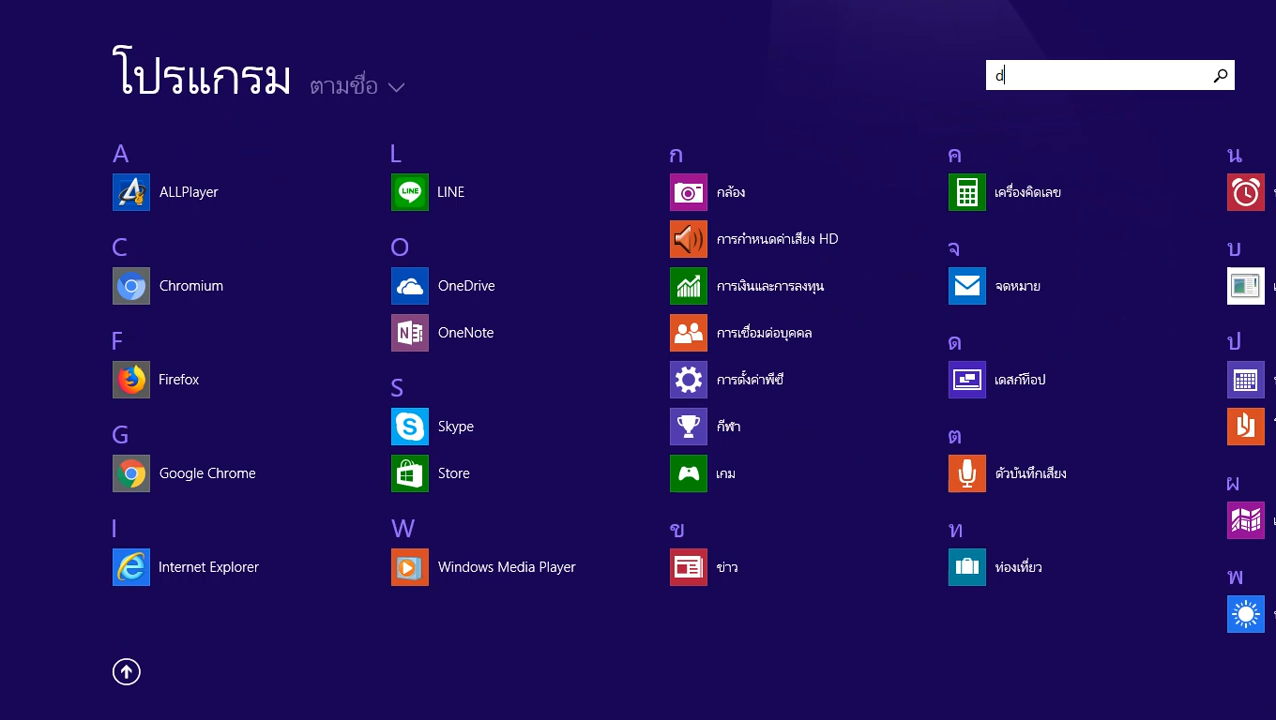 โปรแกรม ตามชื่อ
d
A
ALLPlayer
C
Chromium
F
Firefox
G
Google Chrome
I
Internet Explorer
L
LINE
O
OneDrive
OneNote
S
Skype
Store
W
Windows Media Player
ก
กล้อง
การกำหนดค่าเสียง HD
การเงินและการลงทุน
การเชื่อมต่อบุคคล
การตั้งค่าพีซี
กีฬา
เกม
ข
ข่าว
ค
เครื่องคิดเลข
จ
จดหมาย
ด
เดสก์ท็อป
ต
ตัวบันทึกเสียง
ท
ท่องเที่ยว
น
บ
ป
ผ
พ